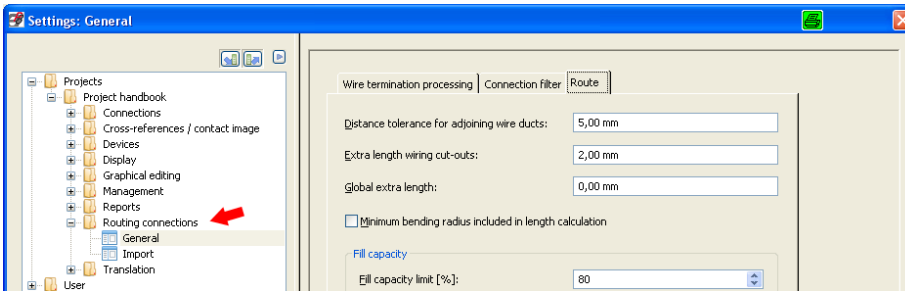 Settings: General
Projects
Project handbook
Connections
Cross-references / contact image
Devices
Display
Graphical editing
Management
Reports
Routing connections
General
Import
Translation
User
Wire termination processing
Connection filter
Route
Distance tolerance for adjoining wire ducts:
5,00 mm
Extra length wiring cut-outs:
2,00 mm
Global extra length:
0,00 mm
Minimum bending radius included in length calculation
Fill capacity
Fill capacity limit [%]:
80